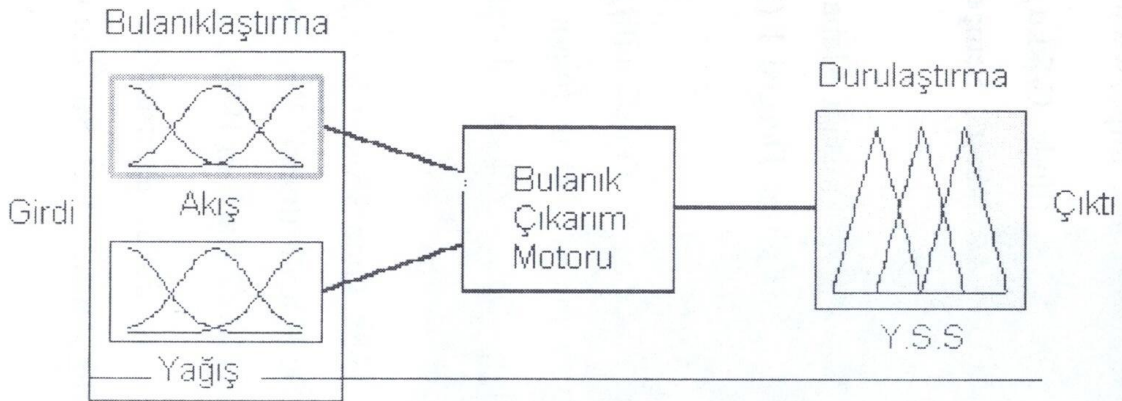 Bulanıklaştırma
Durulaştırma
Girdi
Akış
Yağış
Bulanık
Çıkarım
Motoru
Çıktı
Y.S.S